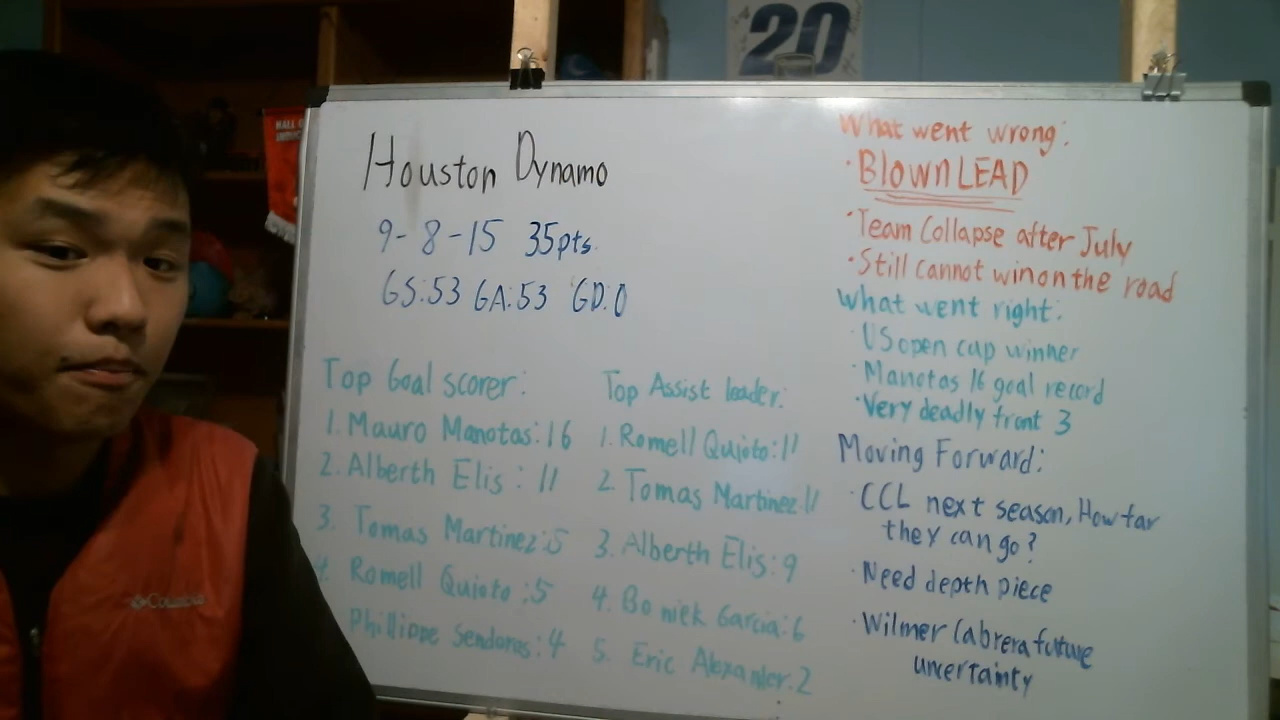 20
HALL
Columbia
Houston Dynamo
9-8-15 35pts.
GS:53 GA:53 GD:0
Top Goal scorer:
1. Mauro Manotas:16
2. Alberth Elis: 11
3. Tomas Martinez:5
4. Romell Quioto:5
Phillippe Senderos:4
Top Assist leader:
1. Romell Quioto:11
2. Tomas Martinez:11
3. Alberth Elis:9
4. Boniek Garcia:6
5. Eric Alexander:2
What went wrong:
· BlOWN LEAD
· Team Collapse after July
· Still cannot win on the road
What went right:
· US open cup winner
· Manotas 16 goal record
· Very deadly front 3
Moving Forward:
· CCL next season, How far
they can go?
· Need depth piece
· Wilmer Cabrera future
uncertainty